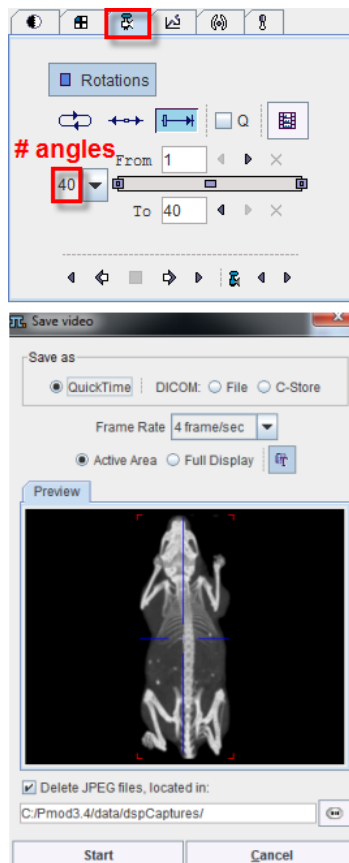 Rotations
Q
# angles
From 1
40
To 40
Save video
Save as
QuickTime DICOM: File C-Store
Frame Rate 4 frame/sec
Active Area Full Display
Preview
Delete JPEG files, located in:
C:/Pmod3.4/data/dspCaptures/
Start Cancel